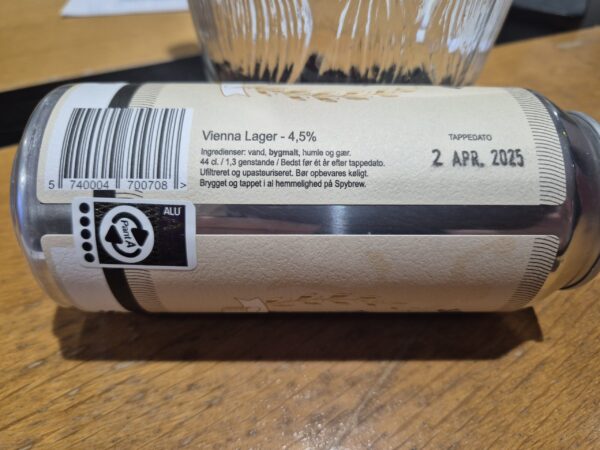 Vienna Lager - 4,5%
Ingredienser: vand, bygmalt, humle og gær.
44 cl. / 1,3 genstande / Bedst før ét år efter tappedato.
Ufiltreret og upasteuriseret. Bør opbevares køligt.
Brygget og tappet i al hemmelighed på Spybrew.
TAPPEDATO
2 APR. 2025
5 740004 700708 >
ALU
Pant A